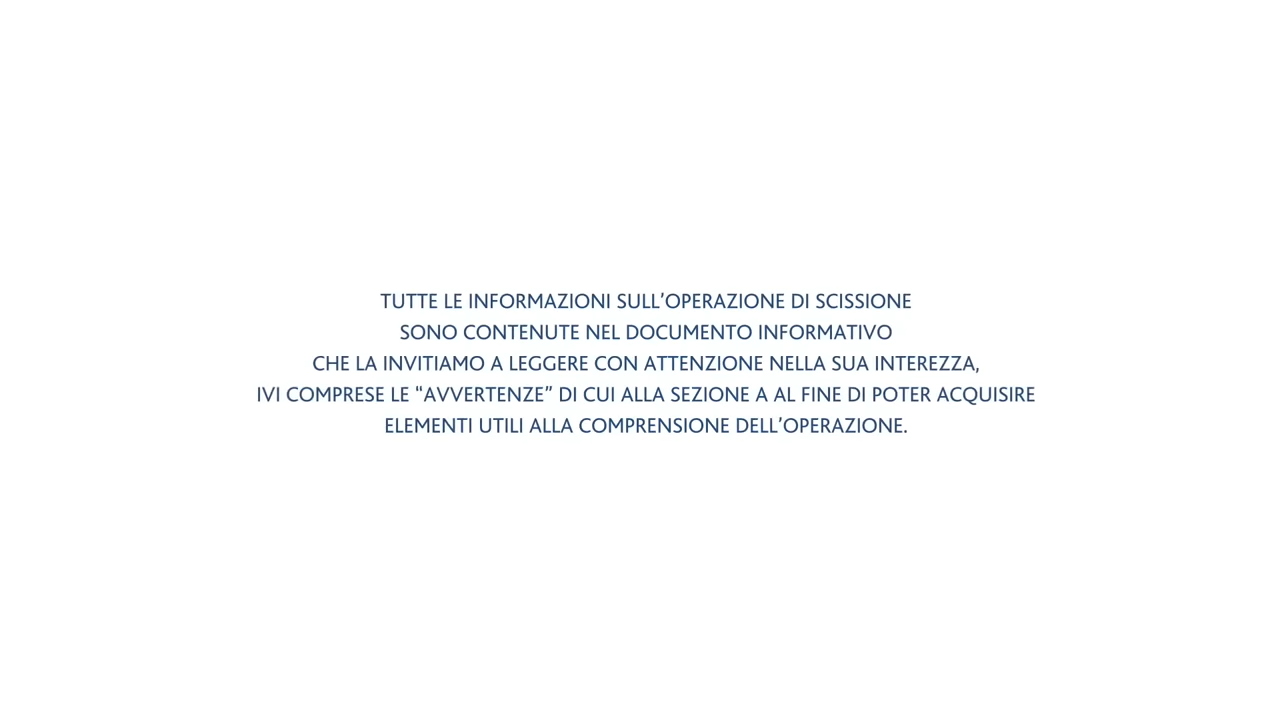 TUTTE LE INFORMAZIONI SULL’OPERAZIONE DI SCISSIONE
SONO CONTENUTE NEL DOCUMENTO INFORMATIVO
CHE LA INVITIAMO A LEGGERE CON ATTENZIONE NELLA SUA INTEREZZA,
IVI COMPRESE LE “AVVERTENZE” DI CUI ALLA SEZIONE A AL FINE DI POTER ACQUISIRE
ELEMENTI UTILI ALLA COMPRENSIONE DELL’OPERAZIONE.